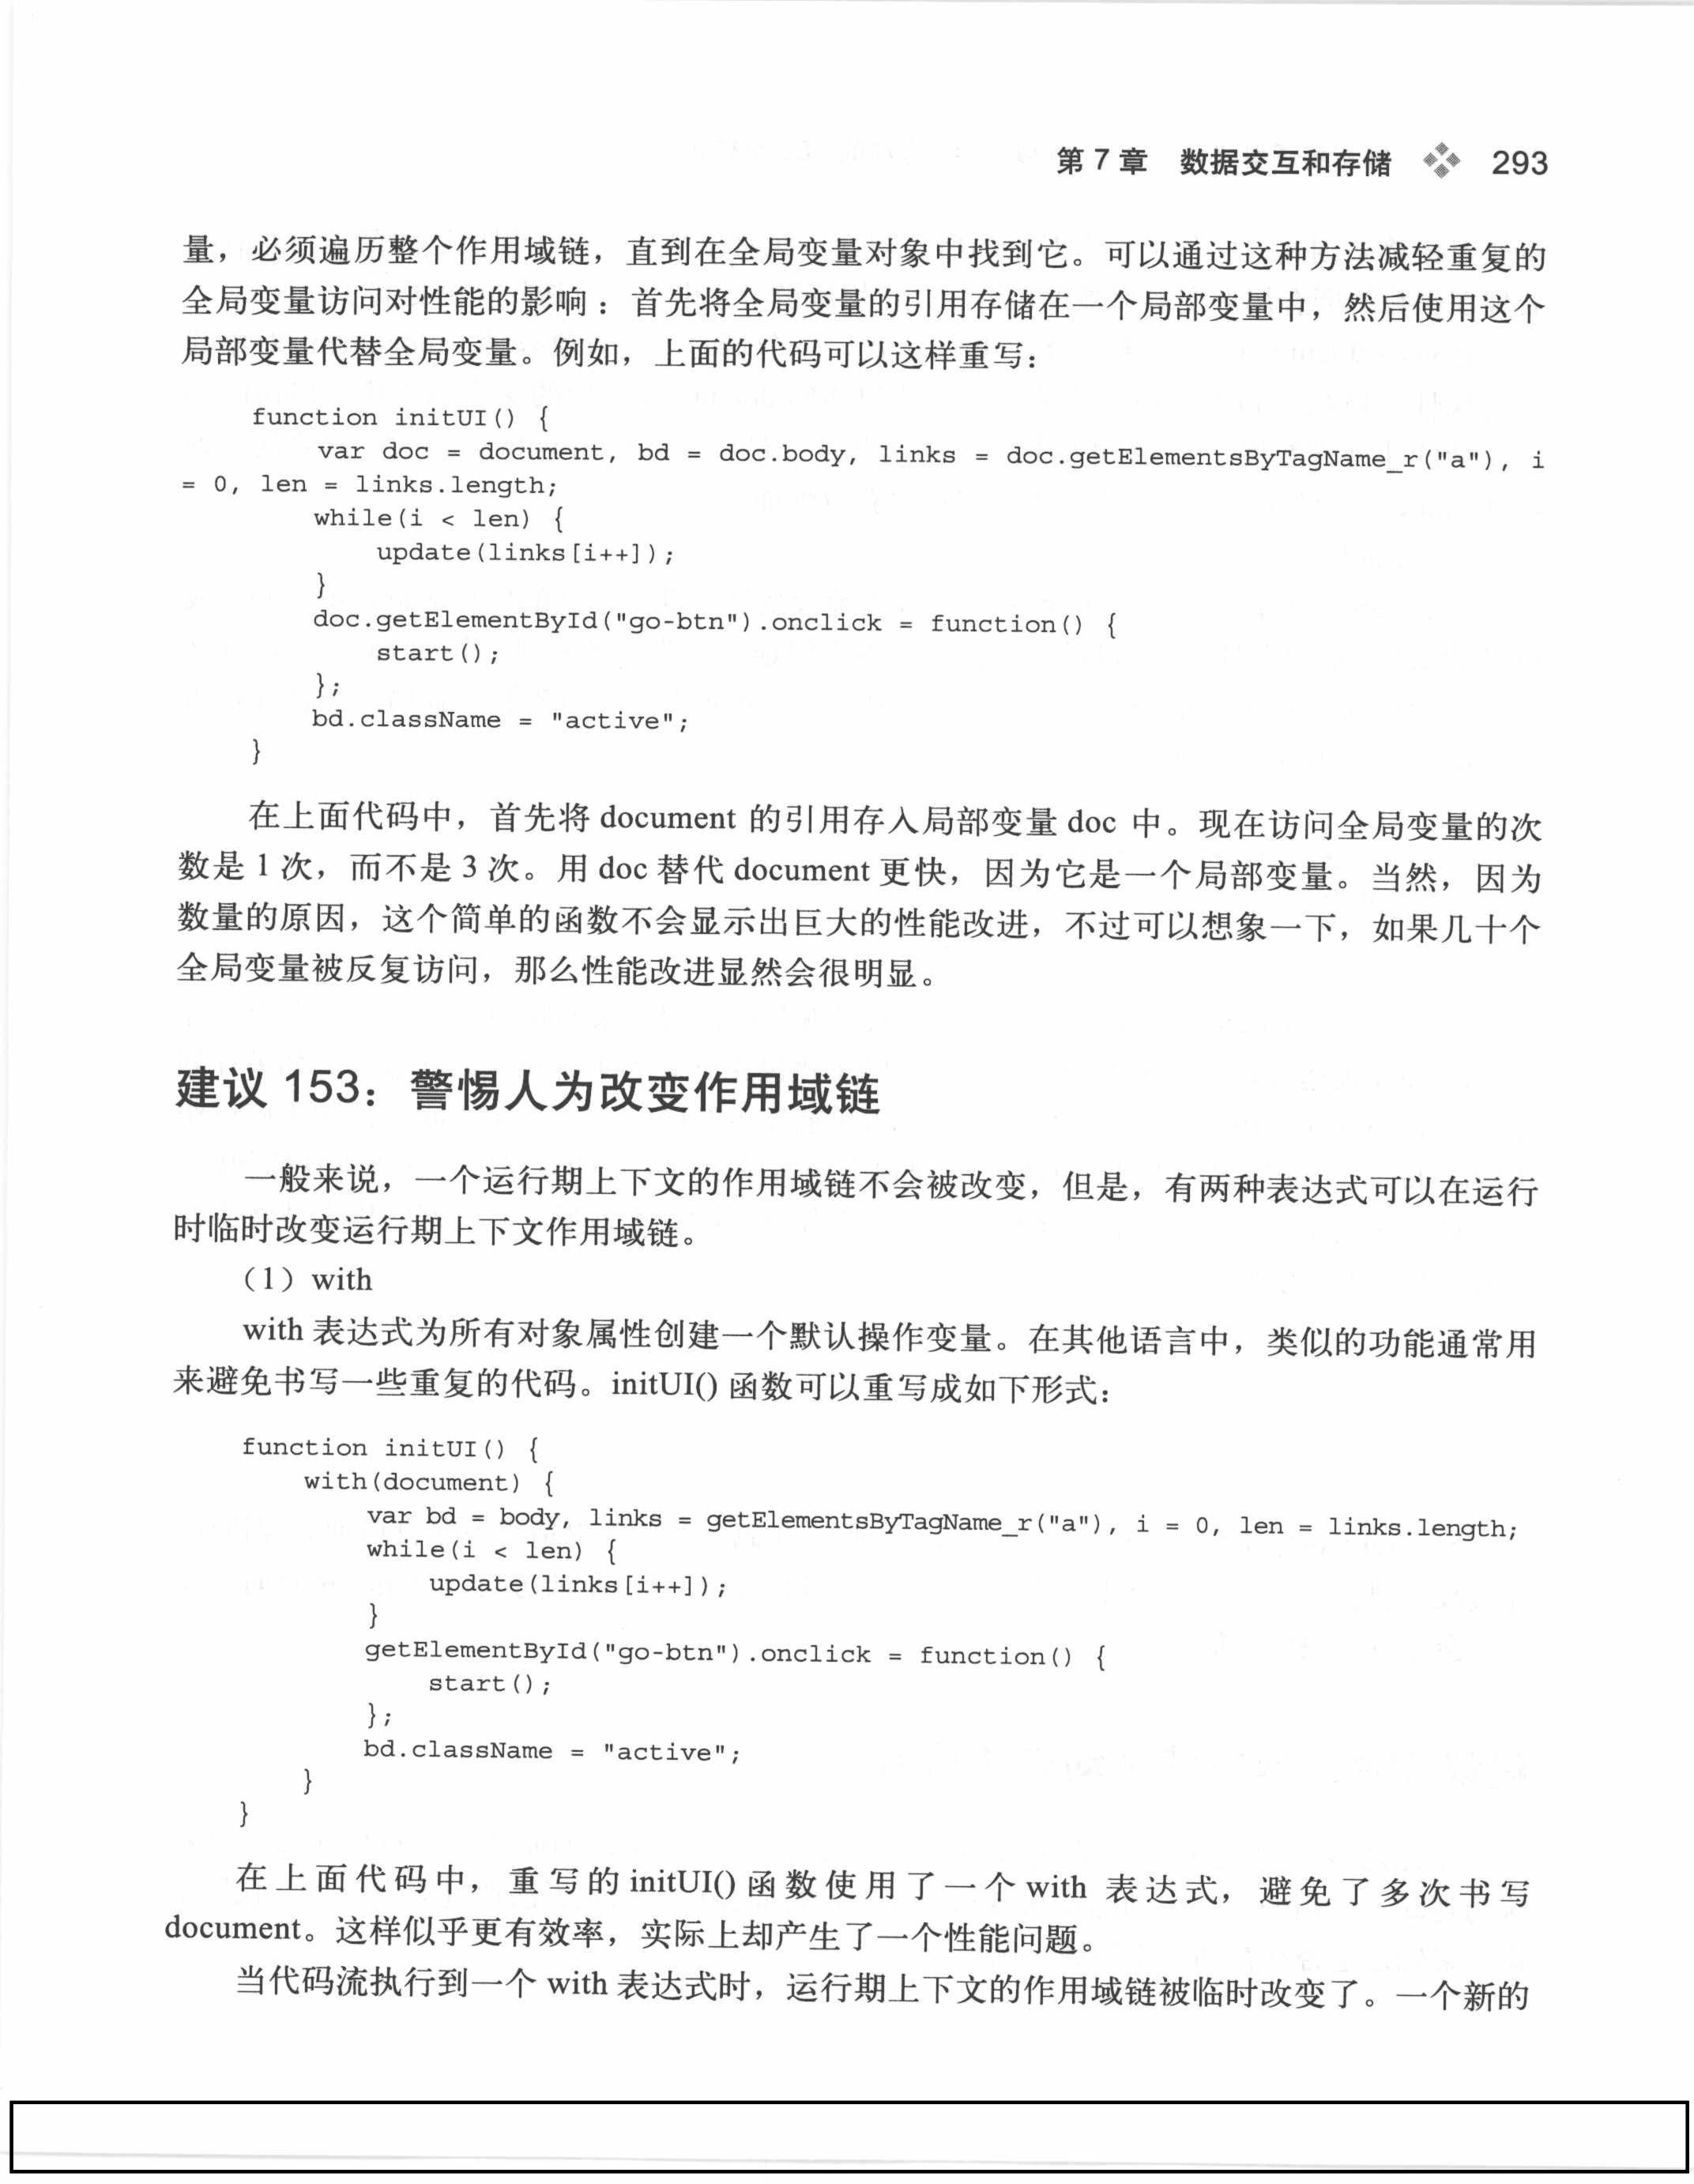 第 7 章　数据交互和存储 293
量，必须遍历整个作用域链，直到在全局变量对象中找到它。可以通过这种方法减轻重复的
全局变量访问对性能的影响：首先将全局变量的引用存储在一个局部变量中，然后使用这个
局部变量代替全局变量。例如，上面的代码可以这样重写：
function initUI() {
    var doc = document, bd = doc.body, links = doc.getElementsByTagName_r("a"), i
= 0, len = links.length;
    while(i < len) {
        update(links[i++]);
    }
    doc.getElementById("go-btn").onclick = function() {
        start();
    };
    bd.className = "active";
}
在上面代码中，首先将 document 的引用存入局部变量 doc 中。现在访问全局变量的次
数是 1 次，而不是 3 次。用 doc 替代 document 更快，因为它是一个局部变量。当然，因为
数量的原因，这个简单的函数不会显示出巨大的性能改进，不过可以想象一下，如果几十个
全局变量被反复访问，那么性能改进显然会很明显。
建议 153：警惕人为改变作用域链
一般来说，一个运行期上下文的作用域链不会被改变，但是，有两种表达式可以在运行
时临时改变运行期上下文作用域链。
（1）with
with 表达式为所有对象属性创建一个默认操作变量。在其他语言中，类似的功能通常用
来避免书写一些重复的代码。initUI() 函数可以重写成如下形式：
function initUI() {
    with(document) {
        var bd = body, links = getElementsByTagName_r("a"), i = 0, len = links.length;
        while(i < len) {
            update(links[i++]);
        }
        getElementById("go-btn").onclick = function() {
            start();
        };
        bd.className = "active";
    }
}
在上面代码中，重写的 initUI() 函数使用了一个 with 表达式，避免了多次书写
document。这样似乎更有效率，实际上却产生了一个性能问题。
当代码流执行到一个 with 表达式时，运行期上下文的作用域链被临时改变了。一个新的